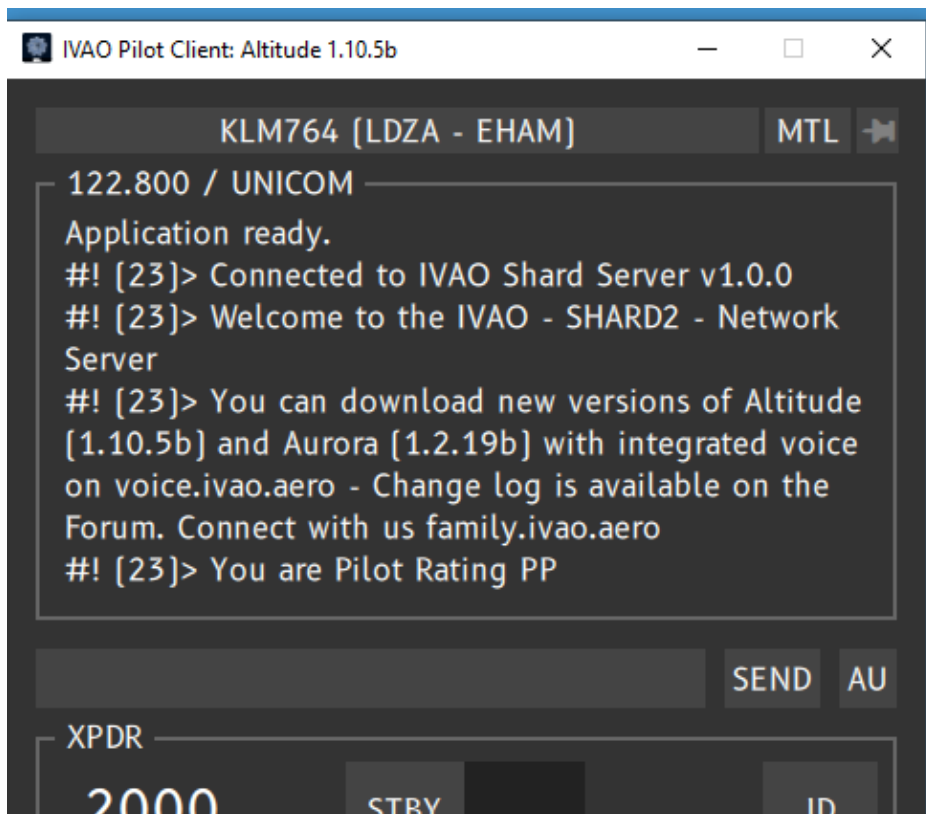 IVAO Pilot Client: Altitude 1.10.5b
KLM764 [LDZA - EHAM]
MTL
122.800 / UNICOM
Application ready.
#! [23]> Connected to IVAO Shard Server v1.0.0
#! [23]> Welcome to the IVAO - SHARD2 - Network
Server
#! [23]> You can download new versions of Altitude
[1.10.5b] and Aurora [1.2.19b] with integrated voice
on voice.ivao.aero - Change log is available on the
Forum. Connect with us family.ivao.aero
#! [23]> You are Pilot Rating PP
SEND AU
XPDR
2000 STBY ID